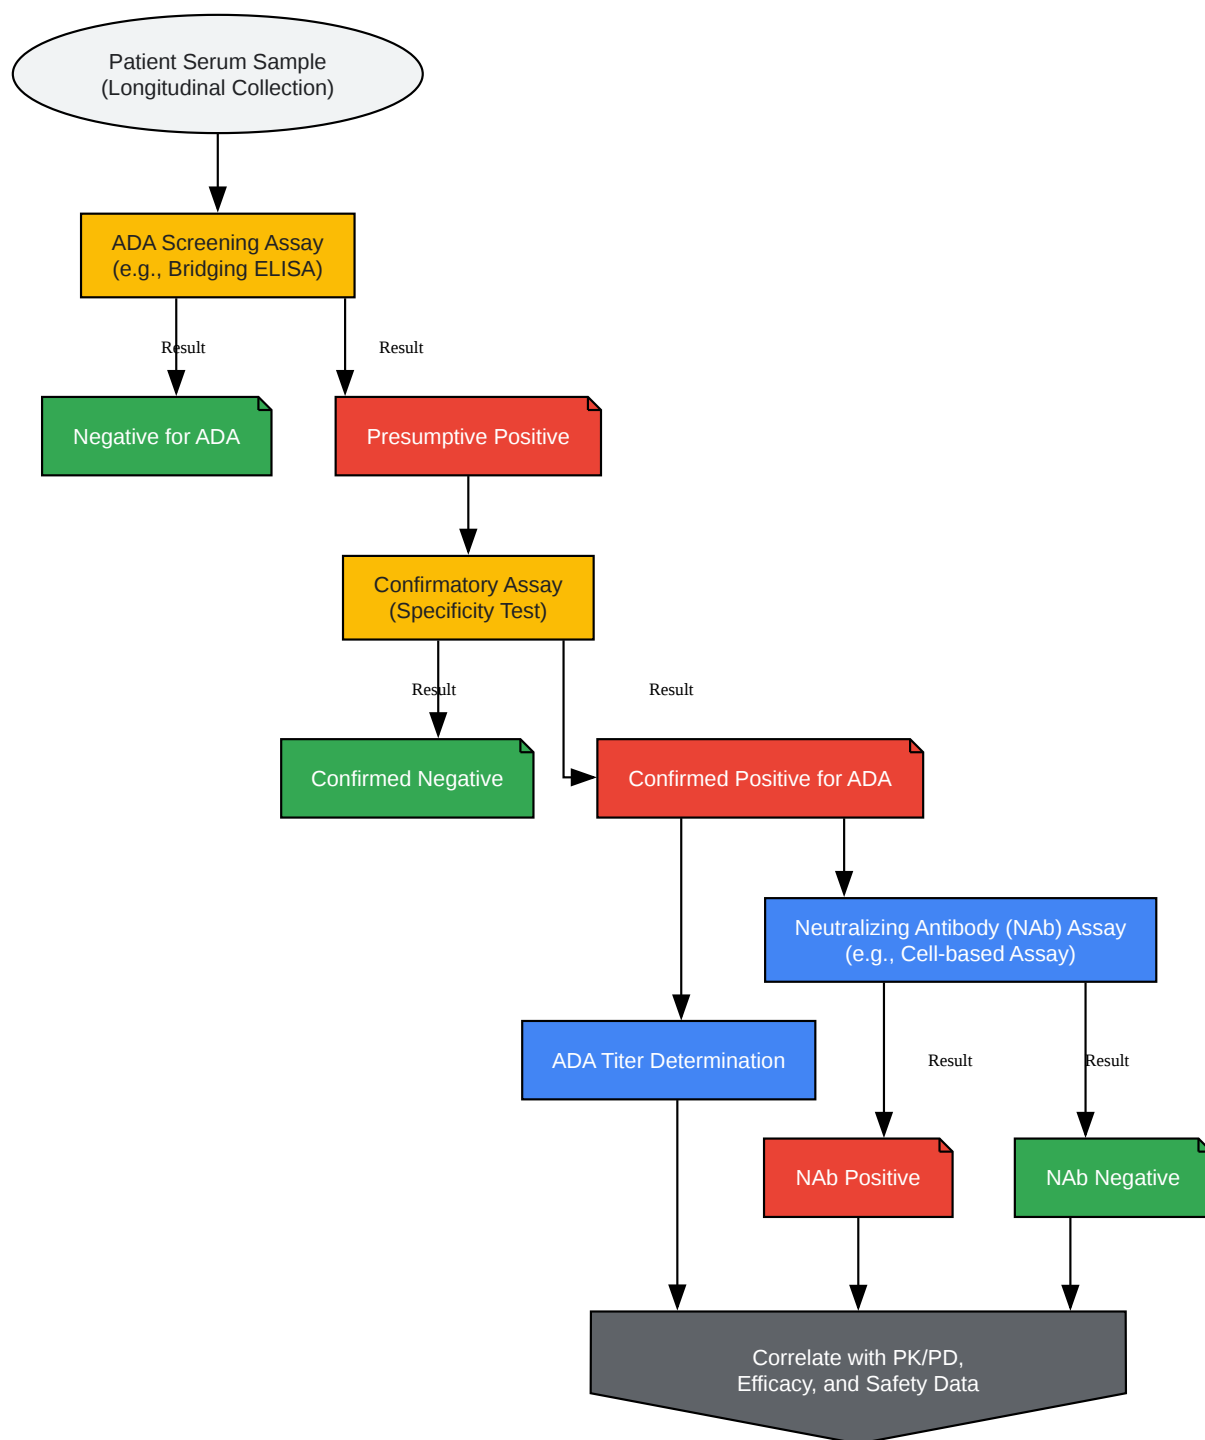 Patient Serum Sample
(Longitudinal Collection)
ADA Screening Assay
(e.g., Bridging ELISA)
Result
Result
Negative for ADA
Presumptive Positive
Confirmatory Assay
(Specificity Test)
Result
Result
Confirmed Negative
Confirmed Positive for ADA
Neutralizing Antibody (NAb) Assay
(e.g., Cell-based Assay)
ADA Titer Determination
Result
Result
NAb Positive
NAb Negative
Correlate with PK/PD,
Efficacy, and Safety Data